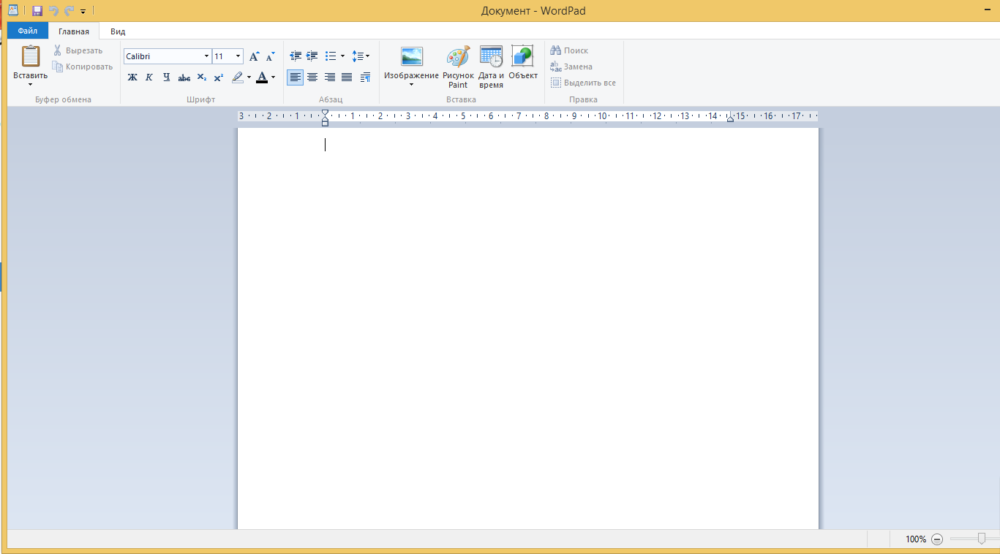 Документ - WordPad
Файл Главная Вид
Вставить
Вырезать
Копировать
Буфер обмена
Calibri 11
Ж К Ч abc X₂ X²
A
Шрифт
Абзац
Изображение
Рисунок Paint
Дата и время
Объект
Вставка
Поиск
Замена
Выделить все
Правка
3 2 1 1 2 3 4 5 6 7 8 9 10 11 12 13 14 15 16 17
100%